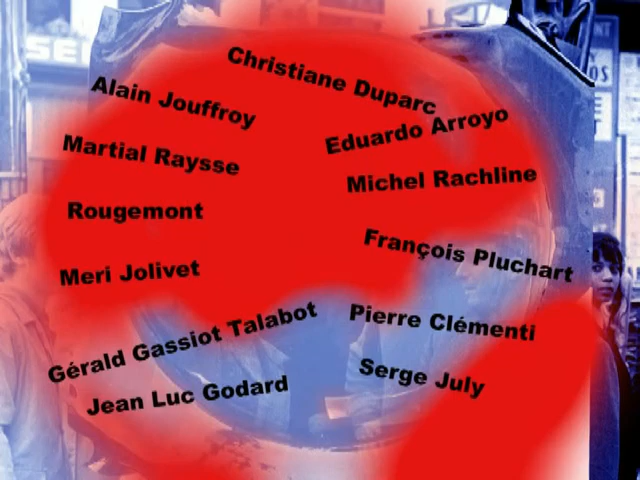 Christiane Duparc
Alain Jouffroy
Eduardo Arroyo
Martial Raysse
Michel Rachline
Rougemont
François Pluchart
Meri Jolivet
Gérald Gassiot Talabot
Pierre Clémenti
Jean Luc Godard
Serge July
SE